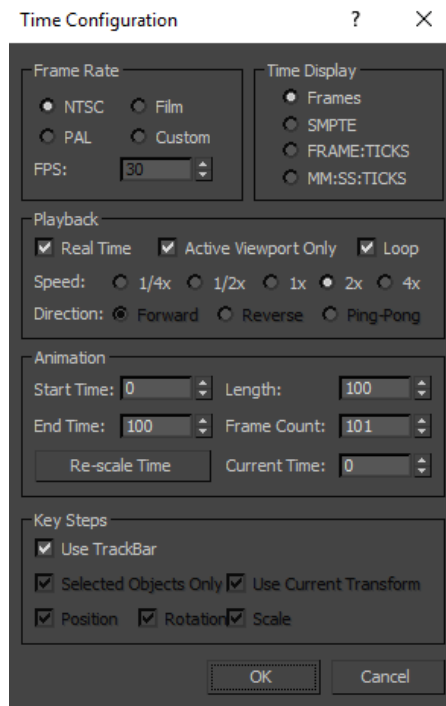 Time Configuration ? ×
Frame Rate
NTSC Film
PAL Custom
FPS: 30
Time Display
Frames
SMPTE
FRAME:TICKS
MM:SS:TICKS
Playback
Real Time Active Viewport Only Loop
Speed: 1/4x 1/2x 1x 2x 4x
Direction: Forward Reverse Ping-Pong
Animation
Start Time: 0 Length: 100
End Time: 100 Frame Count: 101
Re-scale Time Current Time: 0
Key Steps
Use TrackBar
Selected Objects Only Use Current Transform
Position Rotation Scale
OK Cancel